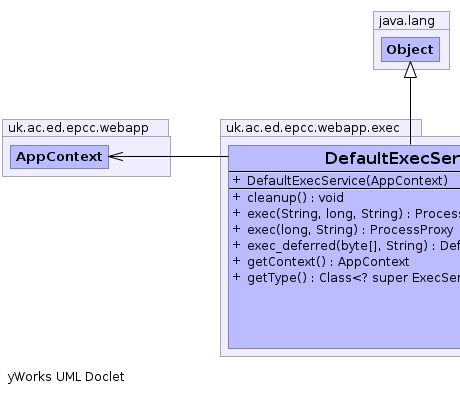 java.lang
Object
uk.ac.ed.epcc.webapp
AppContext
uk.ac.ed.epcc.webapp.exec
DefaultExecSer
+ DefaultExecService(AppContext)
+ cleanup() : void
+ exec(String, long, String) : Process
+ exec(long, String) : ProcessProxy
+ exec_deferred(byte[], String) : Def
+ getContext() : AppContext
+ getType() : Class<? super ExecSer
yWorks UML Doclet